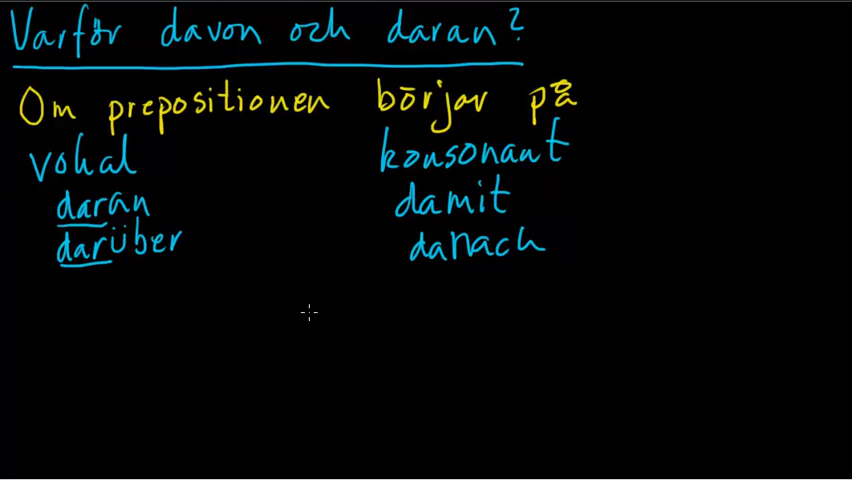 Varför davon och daran?
Om prepositionen börjar på
vokal konsonant
daran damit
darüber danach